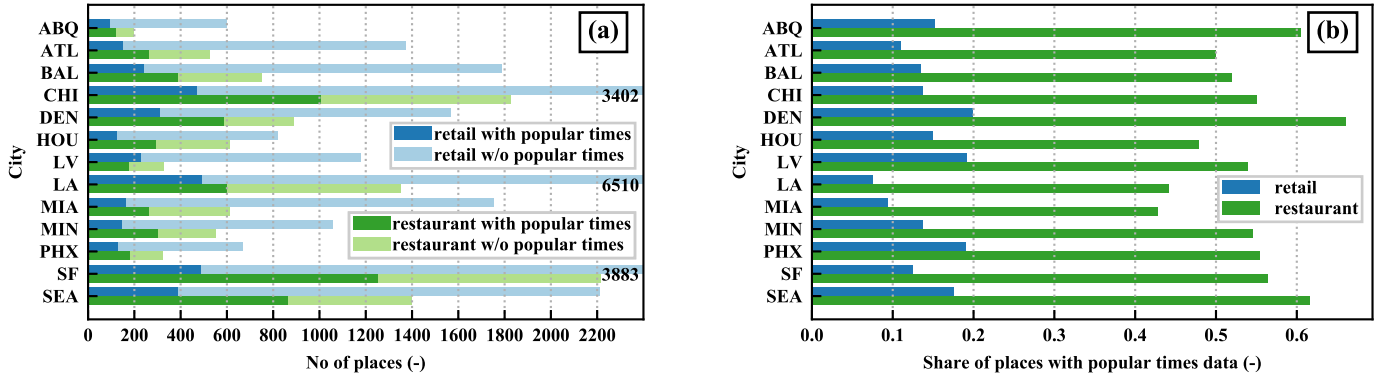 (a)
City
ABQ
ATL
BAL
CHI
DEN
HOU
LV
LA
MIA
MIN
PHX
SF
SEA
3402
6510
3883
retail with popular times
retail w/o popular times
restaurant with popular times
restaurant w/o popular times
0 200 400 600 800 1000 1200 1400 1600 1800 2000 2200
No of places (-)
(b)
City
ABQ
ATL
BAL
CHI
DEN
HOU
LV
LA
MIA
MIN
PHX
SF
SEA
retail
restaurant
0.0 0.1 0.2 0.3 0.4 0.5 0.6
Share of places with popular times data (-)